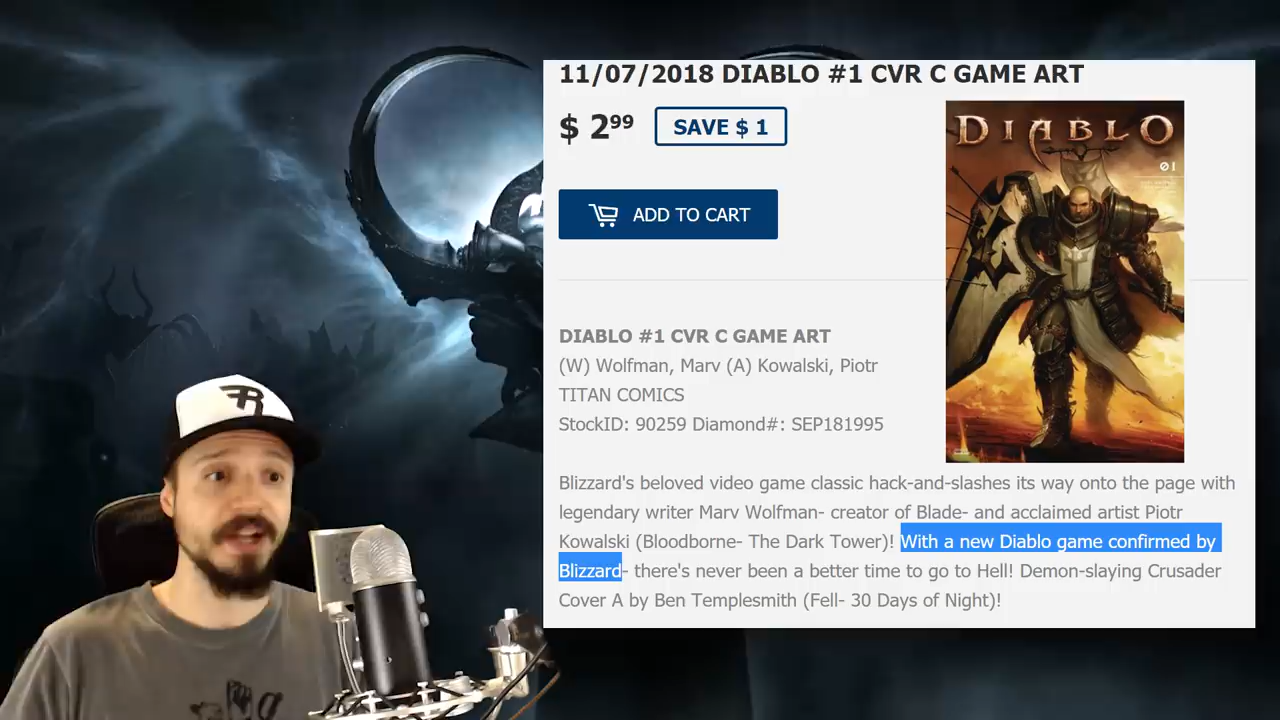 11/07/2018 DIABLO #1 CVR C GAME ART
$ 2⁹⁹ SAVE $ 1
ADD TO CART
DIABLO
01
DIABLO #1 CVR C GAME ART
(W) Wolfman, Marv (A) Kowalski, Piotr
TITAN COMICS
StockID: 90259 Diamond#: SEP181995
Blizzard's beloved video game classic hack-and-slashes its way onto the page with
legendary writer Marv Wolfman- creator of Blade- and acclaimed artist Piotr
Kowalski (Bloodborne- The Dark Tower)! With a new Diablo game confirmed by
Blizzard- there's never been a better time to go to Hell! Demon-slaying Crusader
Cover A by Ben Templesmith (Fell- 30 Days of Night)!